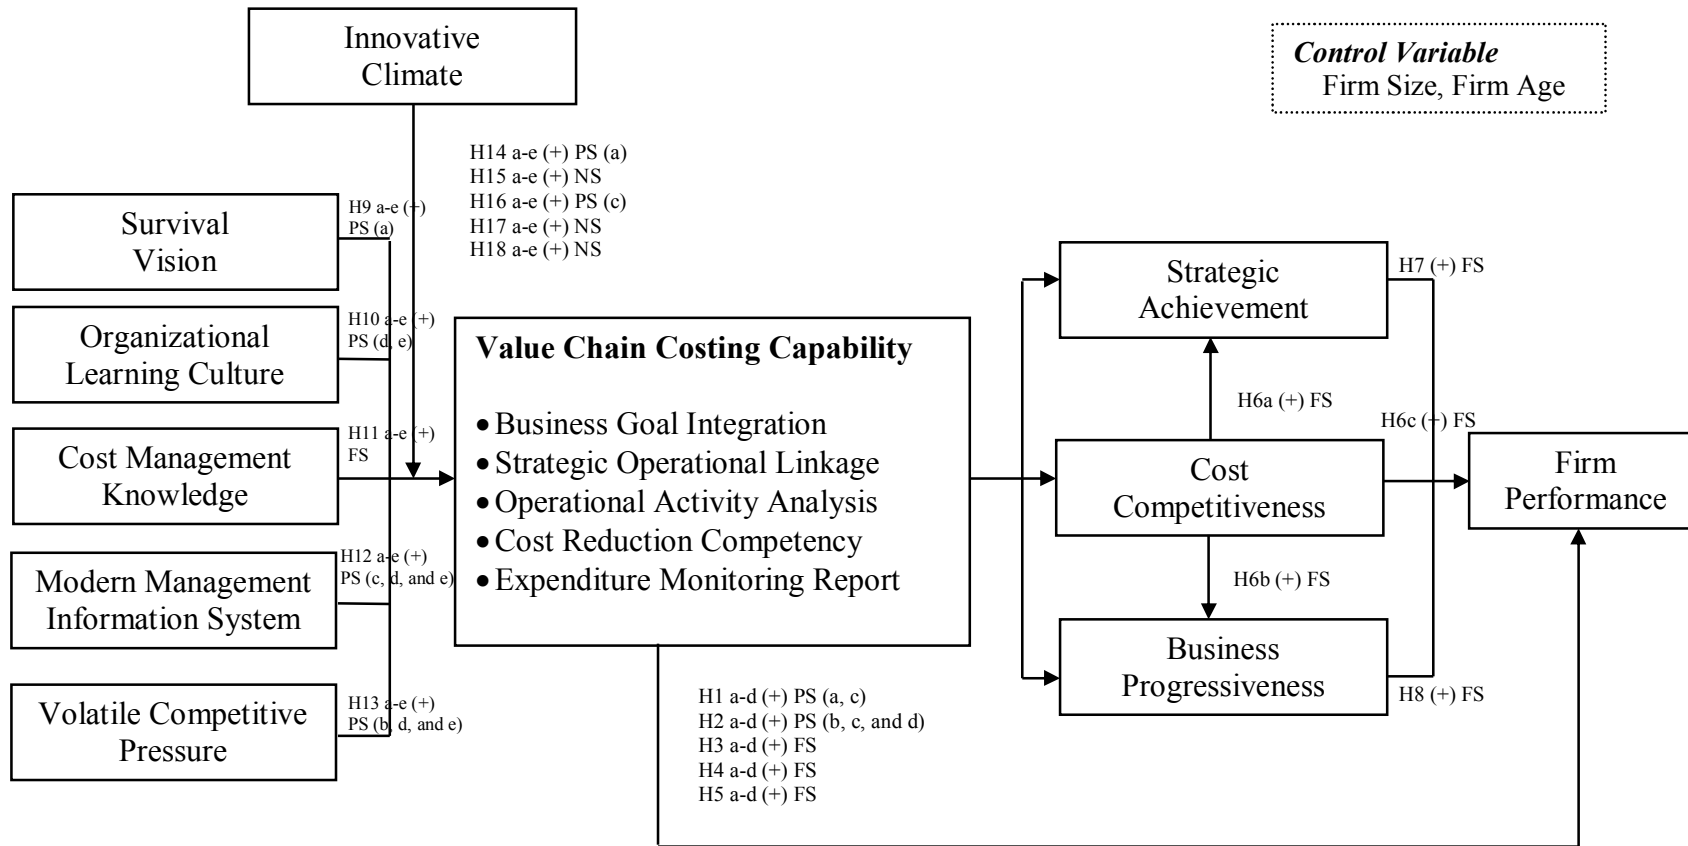 Innovative
Climate
Control Variable
Firm Size, Firm Age
H14 a-e (+) PS (a)
H15 a-e (+) NS
H16 a-e (+) PS (c)
H17 a-e (+) NS
H18 a-e (+) NS
Survival
Vision
H9 a-e (+)
PS (a)
Organizational
Learning Culture
H10 a-e (+)
PS (d, e)
Cost Management
Knowledge
H11 a-e (+)
FS
Modern Management
Information System
H12 a-e (+)
PS (c, d, and e)
Volatile Competitive
Pressure
H13 a-e (+)
PS (b, d, and e)
Value Chain Costing Capability
• Business Goal Integration
• Strategic Operational Linkage
• Operational Activity Analysis
• Cost Reduction Competency
• Expenditure Monitoring Report
H1 a-d (+) PS (a, c)
H2 a-d (+) PS (b, c, and d)
H3 a-d (+) FS
H4 a-d (+) FS
H5 a-d (+) FS
Strategic
Achievement
H7 (+) FS
H6a (+) FS
H6c (+) FS
Cost
Competitiveness
H6b (+) FS
Business
Progressiveness
H8 (+) FS
Firm
Performance